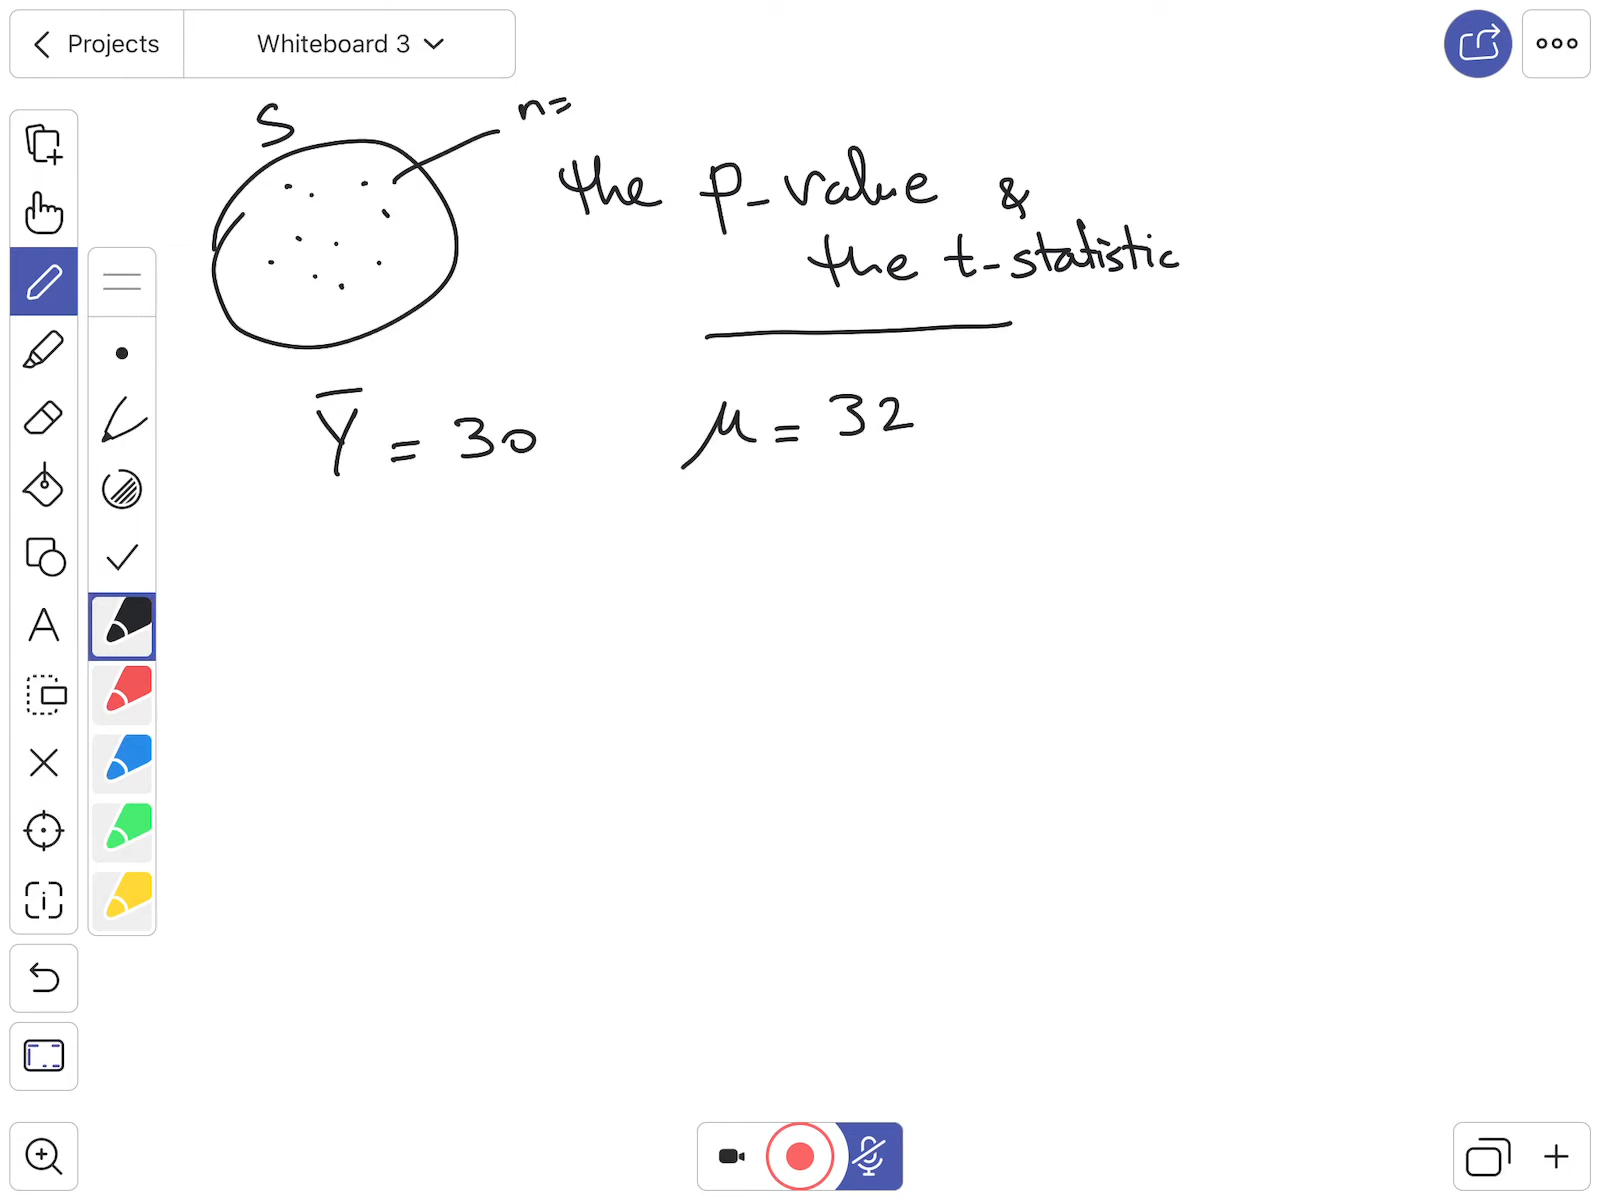 Projects
Whiteboard 3
S
n=
the p-value &
the t-statistic
Y̅ = 30
μ = 32
A